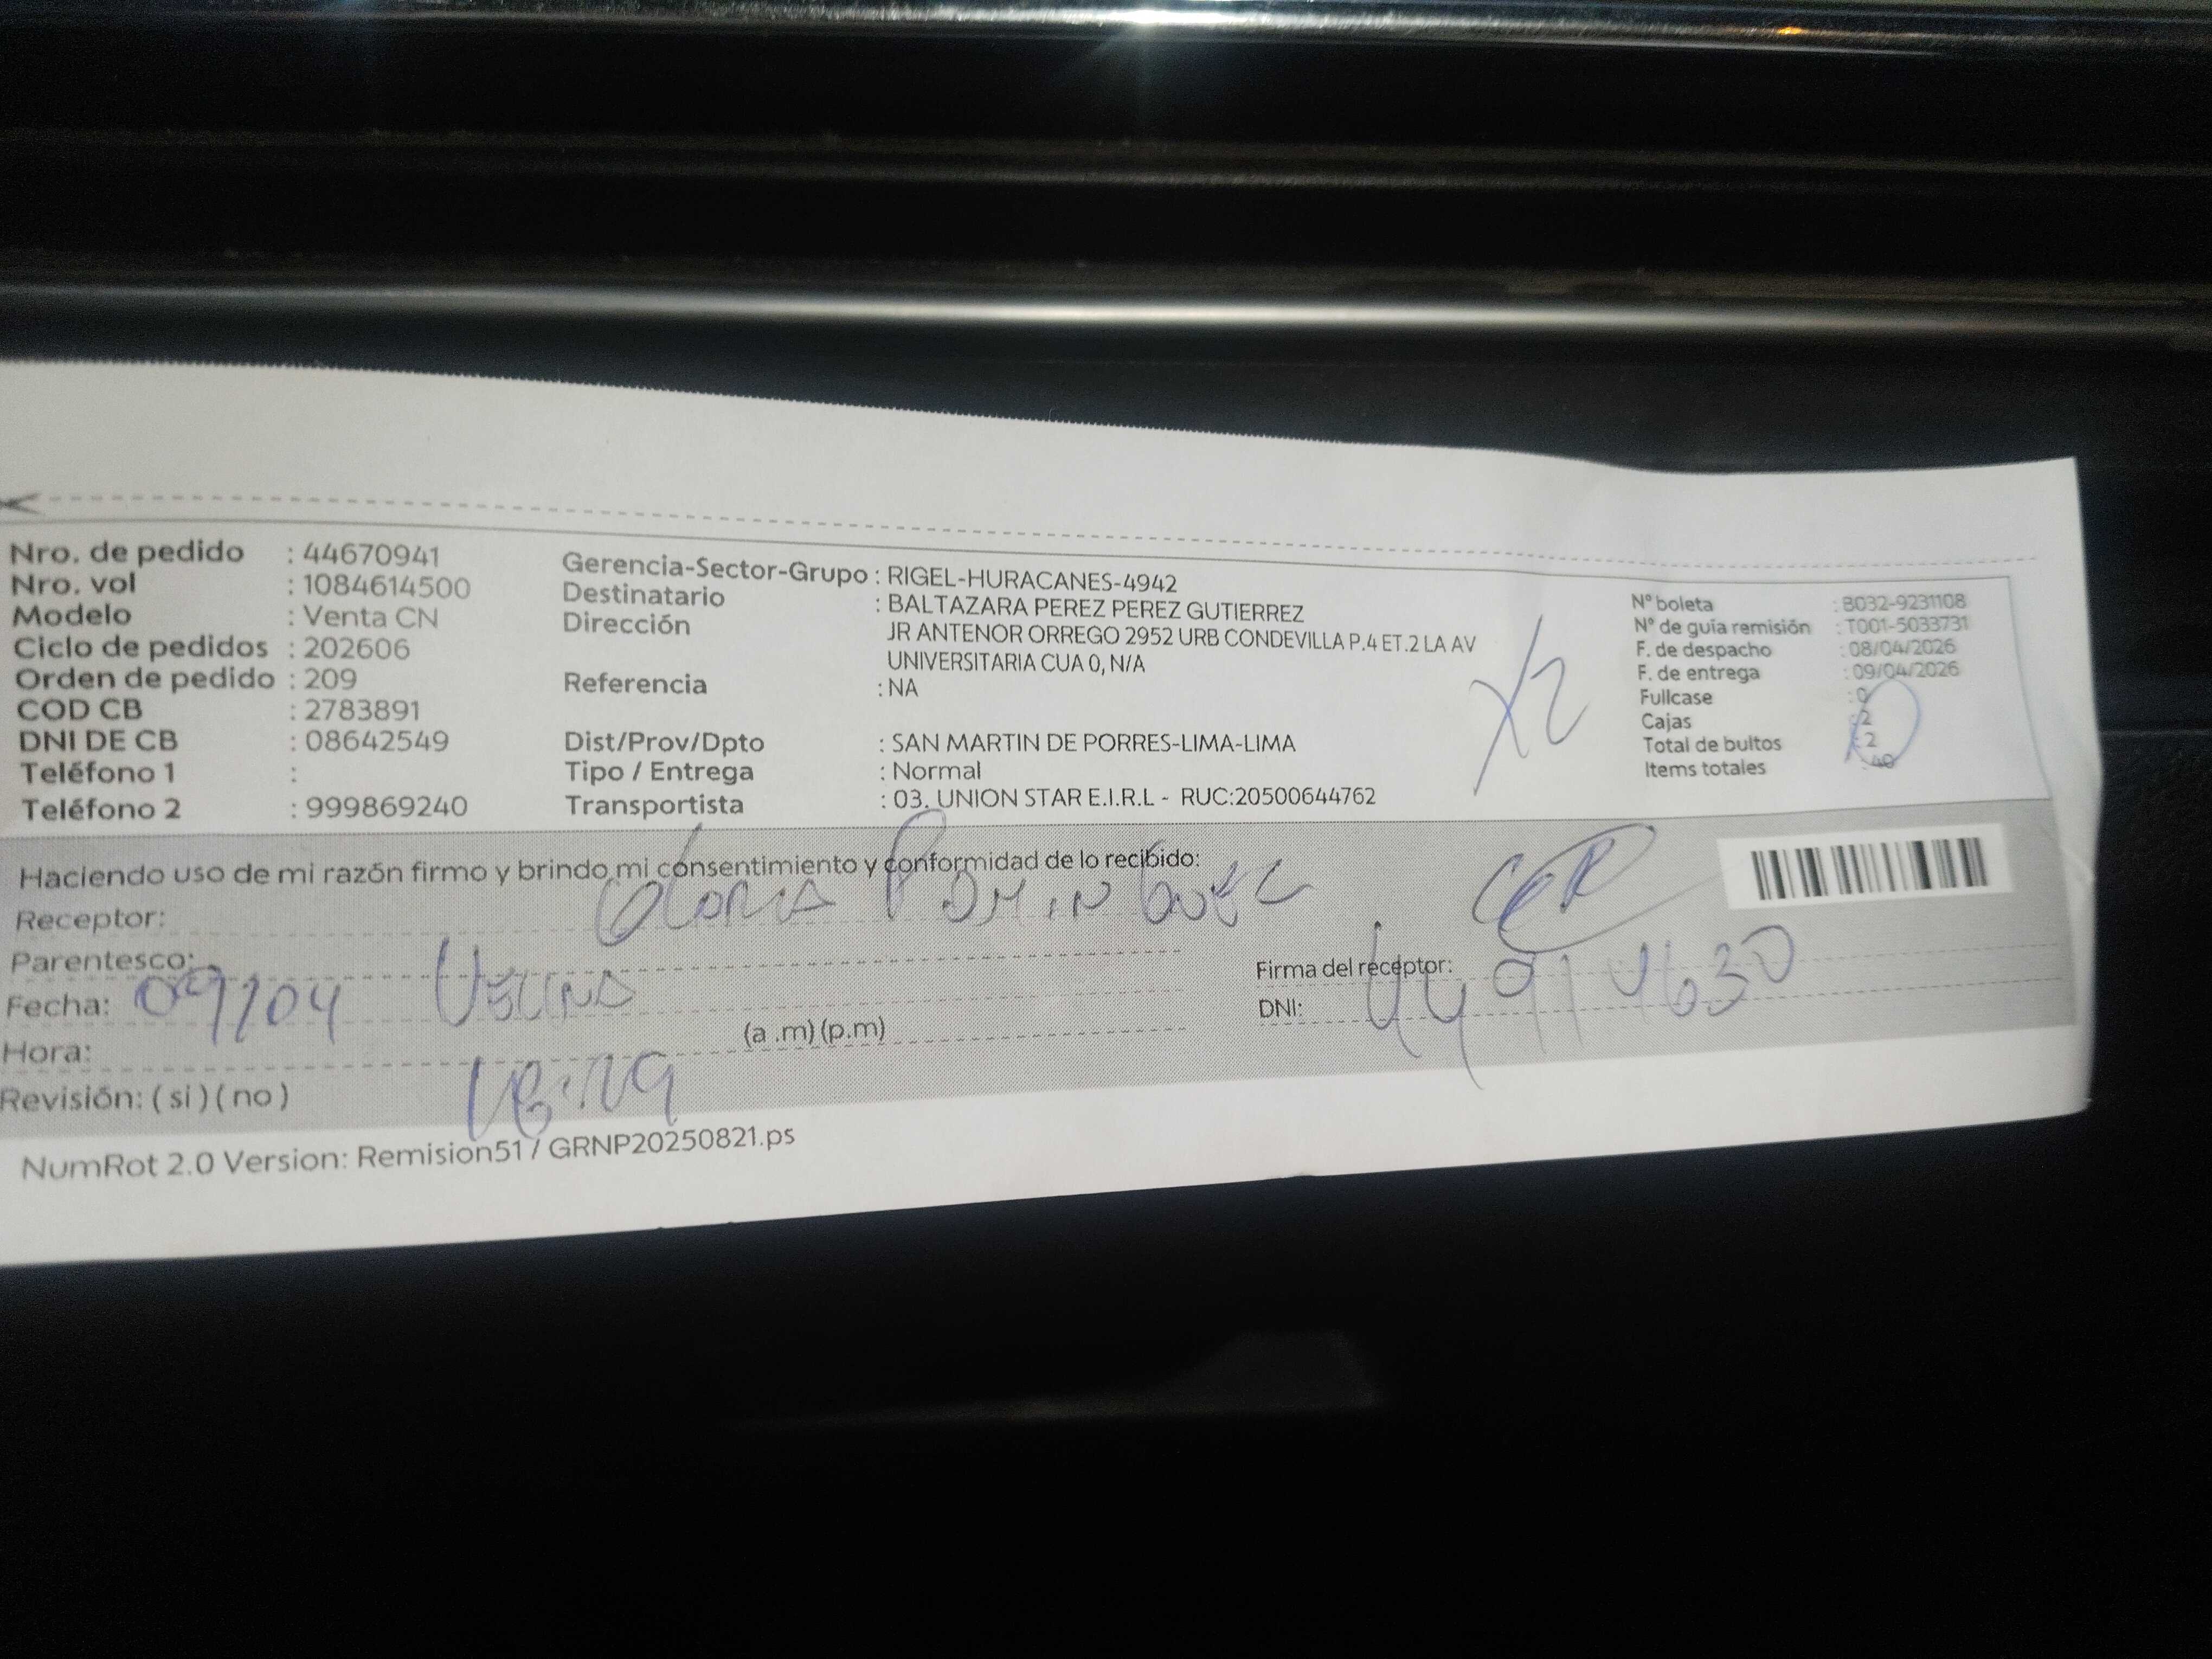 Nro. de pedido : 44670941
Nro. vol : 1084614500
Modelo : Venta CN
Ciclo de pedidos : 202606
Orden de pedido : 209
COD CB : 2783891
DNI DE CB : 08642549
Teléfono 1 :
Teléfono 2 : 999869240
Gerencia-Sector-Grupo : RIGEL-HURACANES-4942
Destinatario : BALTAZARA PEREZ PEREZ GUTIERREZ
Dirección
JR ANTENOR ORREGO 2952 URB CONDEVILLA P.4 ET.2 LA AV
UNIVERSITARIA CUA 0, N/A
Referencia : NA
Dist/Prov/Dpto : SAN MARTIN DE PORRES-LIMA-LIMA
Tipo / Entrega : Normal
Transportista : 03. UNION STAR E.I.R.L - RUC:20500644762
X2
N° boleta : B032-9231108
N° de guía remisión : T001-5033731
F. de despacho : 08/04/2026
F. de entrega : 09/04/2026
Fullcase : 0
Cajas : 2
Total de bultos : 2
Items totales : 40
Haciendo uso de mi razón firmo y brindo mi consentimiento y conformidad de lo recibido:
Receptor: Gloria
Parentesco: Vecina
Fecha: 09/04
Hora: (a .m) (p.m)
Revisión: ( si ) ( no )
Firma del receptor:
DNI:
NumRot 2.0 Version: Remision51 / GRNP20250821.ps